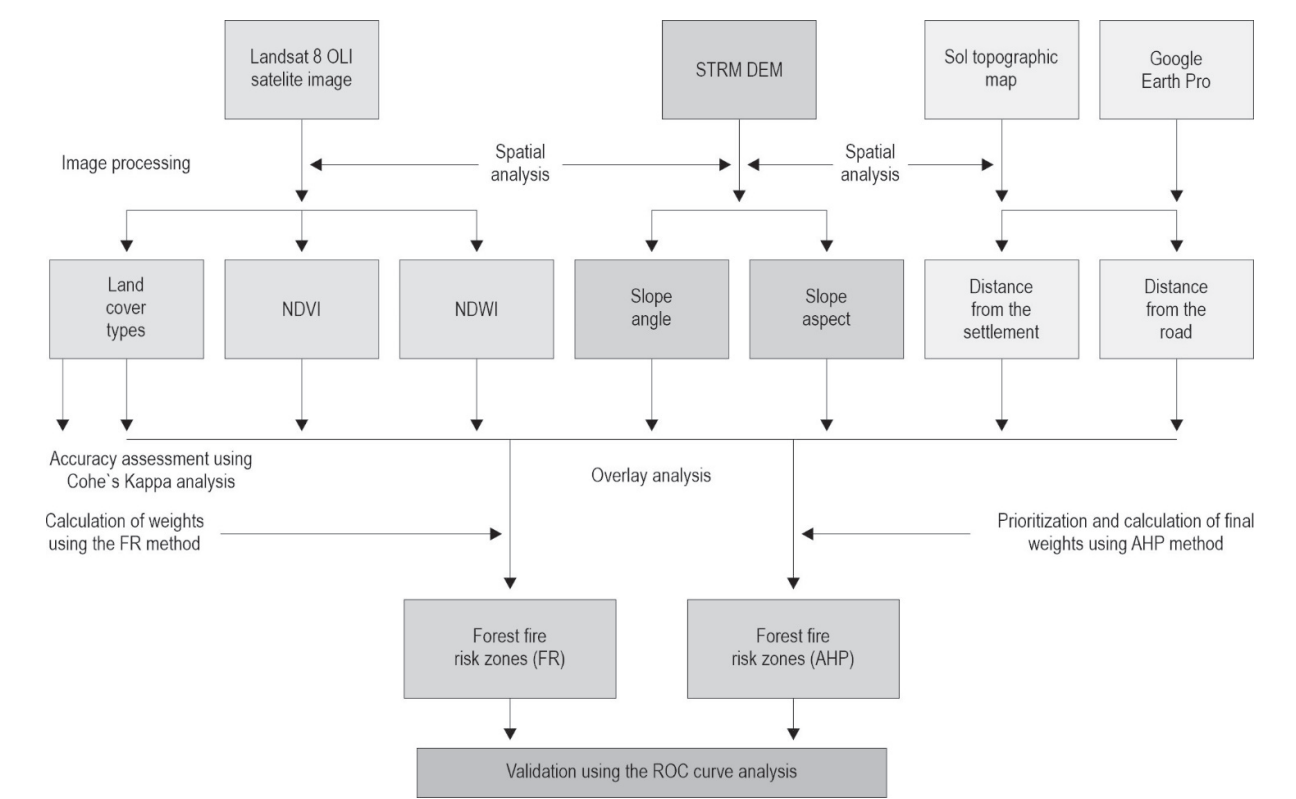 Landsat 8 OLI
satelite image
STRM DEM
Sol topographic
map
Google
Earth Pro
Image processing
Spatial
analysis
Spatial
analysis
Land
cover
types
NDVI
NDWI
Slope
angle
Slope
aspect
Distance
from the
settlement
Distance
from the
road
Accuracy assessment using
Cohe`s Kappa analysis
Overlay analysis
Calculation of weights
using the FR method
Prioritization and calculation of final
weights using AHP method
Forest fire
risk zones (FR)
Forest fire
risk zones (AHP)
Validation using the ROC curve analysis